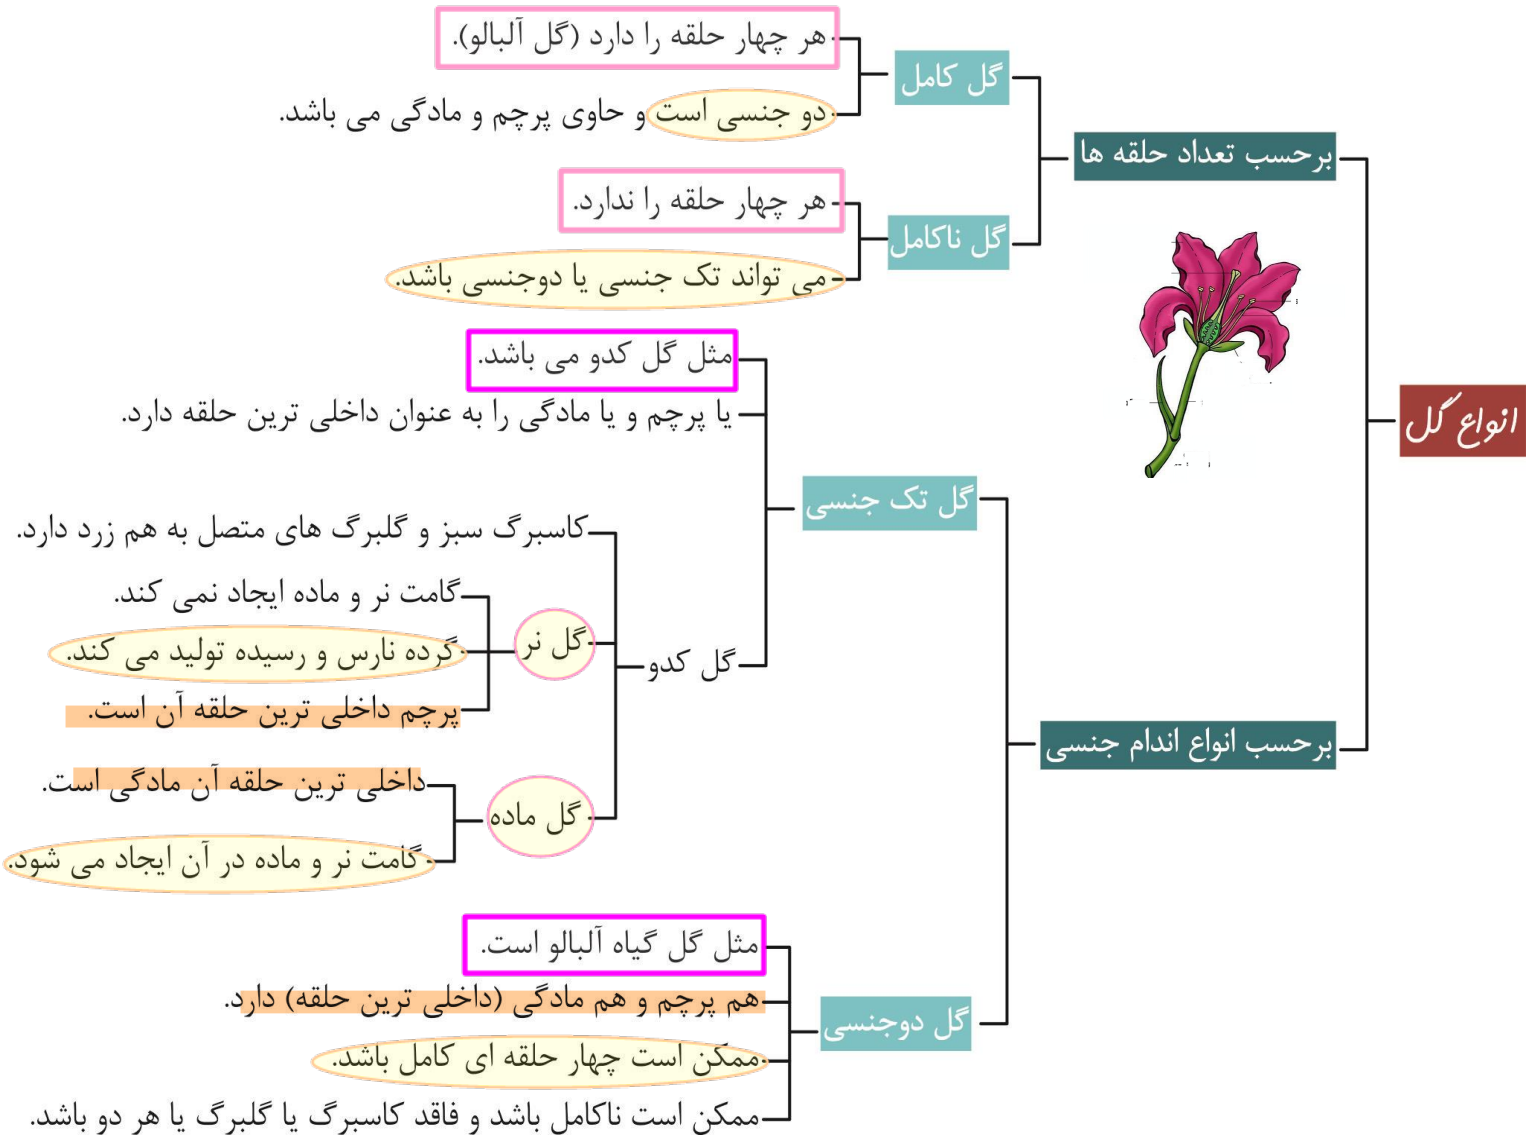 انواع گل
برحسب تعداد حلقه ها
گل کامل
هر چهار حلقه را دارد (گل آلبالو).
دو جنسی است و حاوی پرچم و مادگی می باشد.
گل ناکامل
هر چهار حلقه را ندارد.
می تواند تک جنسی یا دوجنسی باشد.
برحسب انواع اندام جنسی
گل تک جنسی
مثل گل کدو می باشد.
یا پرچم و یا مادگی را به عنوان داخلی ترین حلقه دارد.
گل کدو
کاسبرگ سبز و گلبرگ های متصل به هم زرد دارد.
گل نر
گامت نر و ماده ایجاد نمی کند.
گرده نارس و رسیده تولید می کند.
پرچم داخلی ترین حلقه آن است.
گل ماده
داخلی ترین حلقه آن مادگی است.
گامت نر و ماده در آن ایجاد می شود.
گل دوجنسی
مثل گل گیاه آلبالو است.
هم پرچم و هم مادگی (داخلی ترین حلقه) دارد.
ممکن است چهار حلقه ای کامل باشد.
ممکن است ناکامل باشد و فاقد کاسبرگ یا گلبرگ یا هر دو باشد.